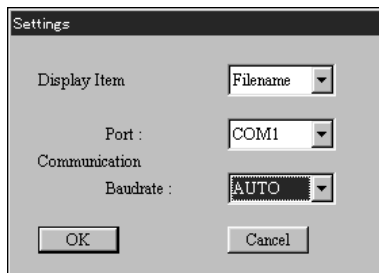 Settings
Display Item Filename
Port : COM1
Communication
Baudrate : AUTO
OK Cancel